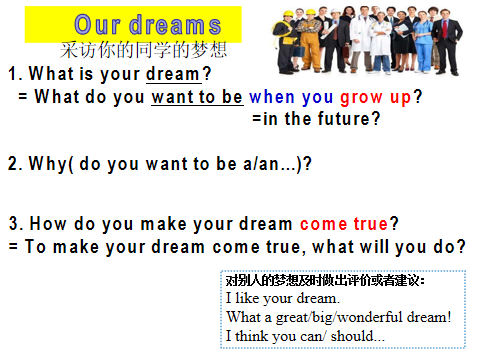 Our dreams
采访你的同学的梦想
1. What is your dream?
= What do you want to be when you grow up?
=in the future?
2. Why( do you want to be a/an...)?
3. How do you make your dream come true?
= To make your dream come true, what will you do?
对别人的梦想及时做出评价或者建议：
I like your dream.
What a great/big/wonderful dream!
I think you can/ should...